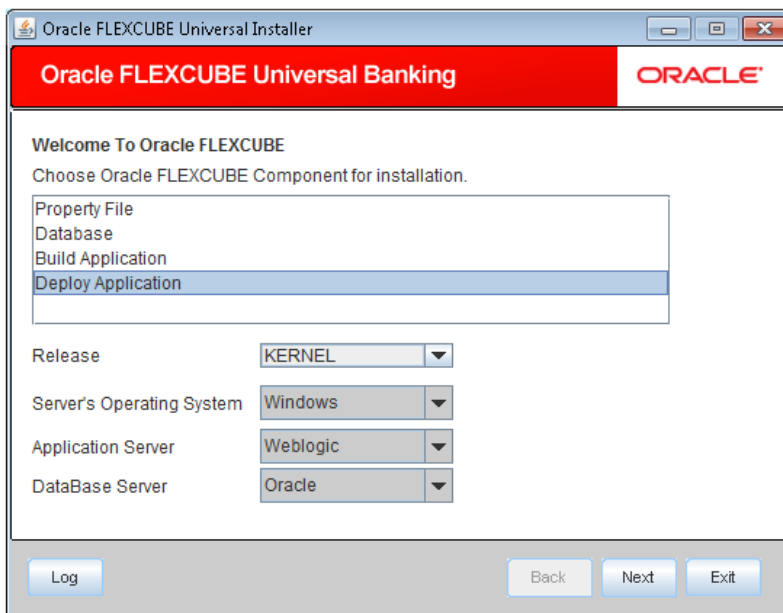 Oracle FLEXCUBE Universal Installer
Oracle FLEXCUBE Universal Banking
ORACLE
Welcome To Oracle FLEXCUBE
Choose Oracle FLEXCUBE Component for installation.
Property File
Database
Build Application
Deploy Application
Release KERNEL
Server's Operating System Windows
Application Server Weblogic
DataBase Server Oracle
Log Back Next Exit